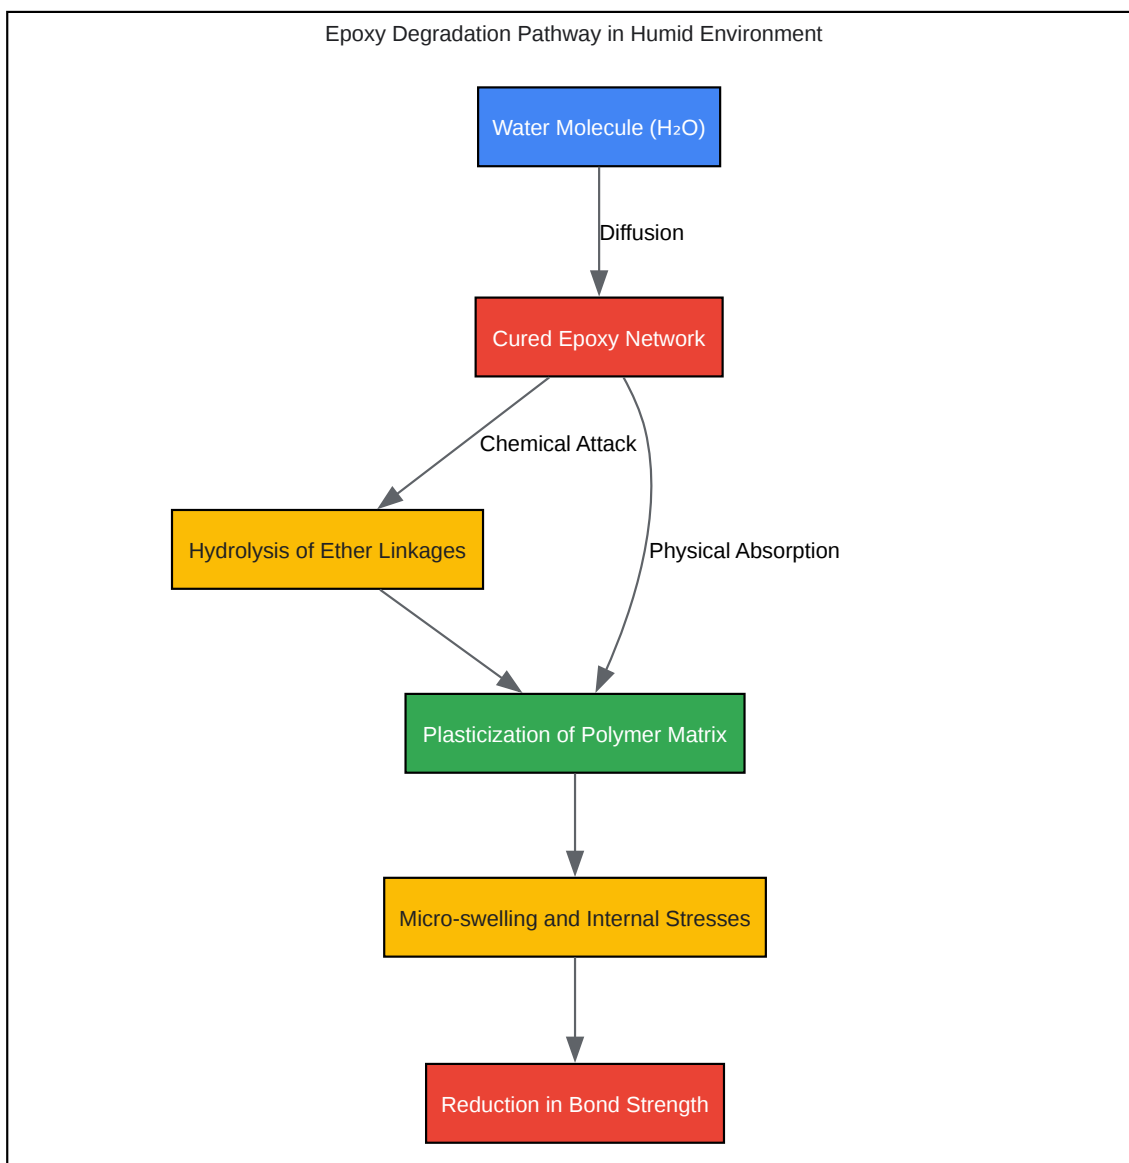 Epoxy Degradation Pathway in Humid Environment
Water Molecule (H₂O)
Diffusion
Cured Epoxy Network
Chemical Attack
Hydrolysis of Ether Linkages
Physical Absorption
Plasticization of Polymer Matrix
Micro-swelling and Internal Stresses
Reduction in Bond Strength